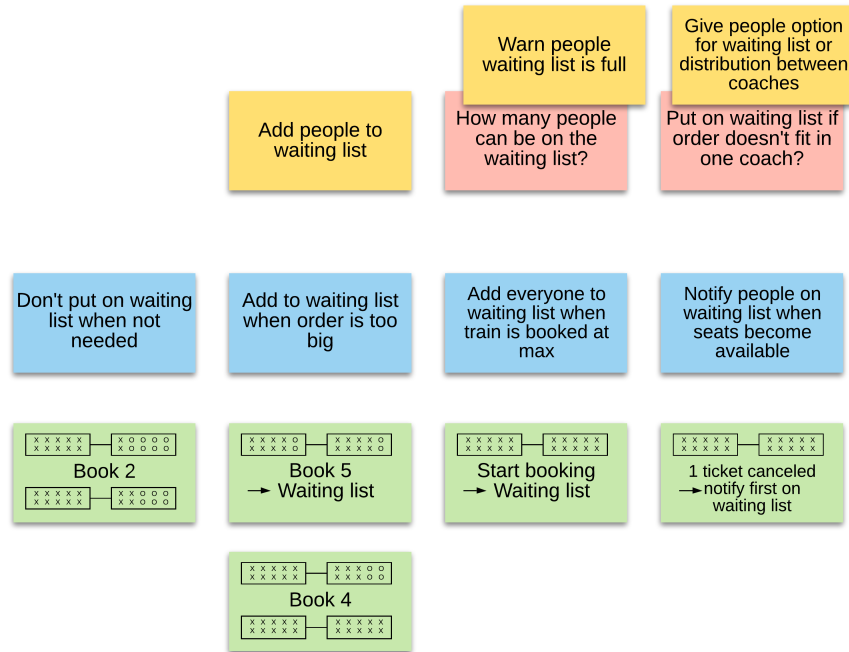 Warn people
waiting list is full
Give people option
for waiting list or
distribution between
coaches
Add people to
waiting list
How many people
can be on the
waiting list?
Put on waiting list if
order doesn't fit in
one coach?
Don't put on waiting
list when not
needed
Add to waiting list
when order is too
big
Add everyone to
waiting list when
train is booked at
max
Notify people on
waiting list when
seats become
available
X X X X X X O O O O
X X X X X X O O O O
Book 2
X X X X X X X O O O
X X X X X X X O O O
X X X X O X X X X O
X X X X O X X X X O
Book 5
→ Waiting list
X X X X X X X X X X
X X X X X X X X X X
Start booking
→ Waiting list
X X X X X X X X X X
X X X X X X X X X X
1 ticket canceled
→ notify first on
waiting list
X X X X X X X X O O
X X X X X X X X O O
Book 4
X X X X X X X X X X
X X X X X X X X X X